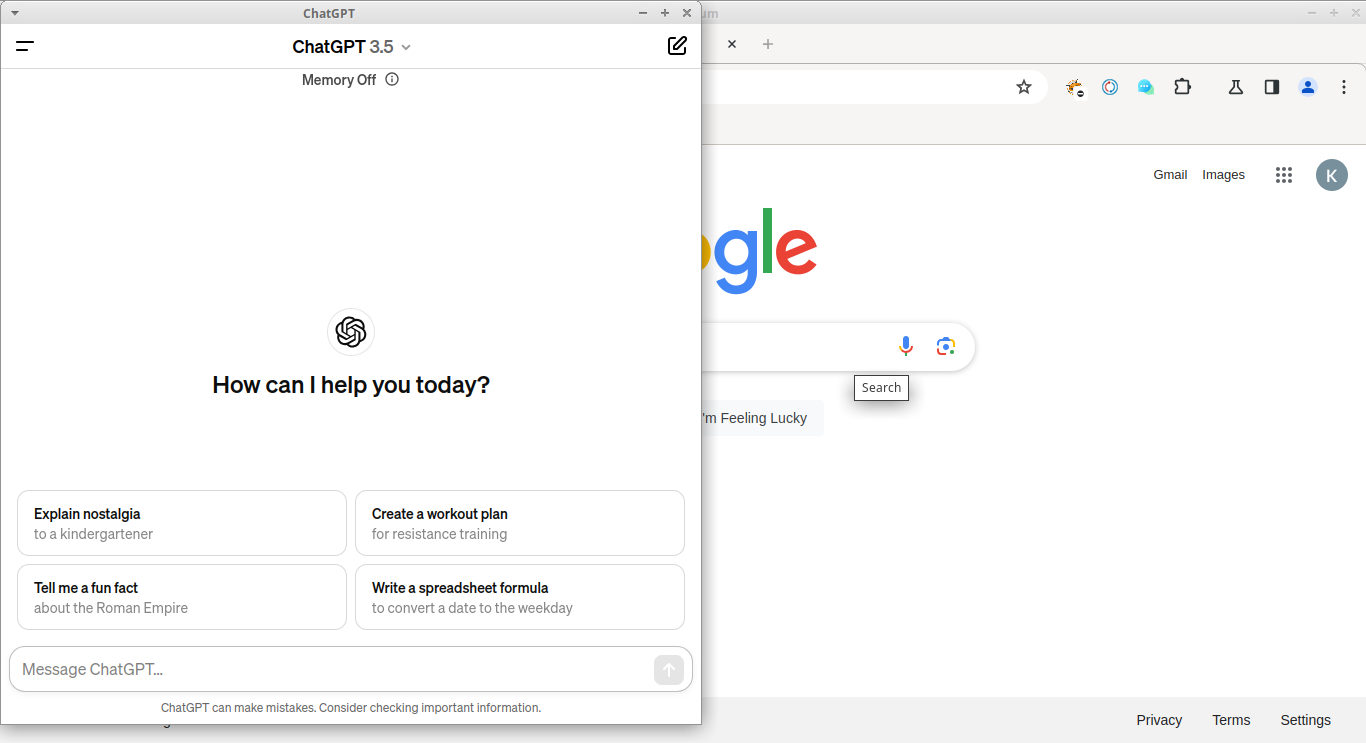 ChatGPT
um
ChatGPT 3.5
Memory Off
Gmail
Images
K
gle
How can I help you today?
Search
'm Feeling Lucky
Explain nostalgia
to a kindergartener
Create a workout plan
for resistance training
Tell me a fun fact
about the Roman Empire
Write a spreadsheet formula
to convert a date to the weekday
Message ChatGPT...
ChatGPT can make mistakes. Consider checking important information.
Privacy
Terms
Settings